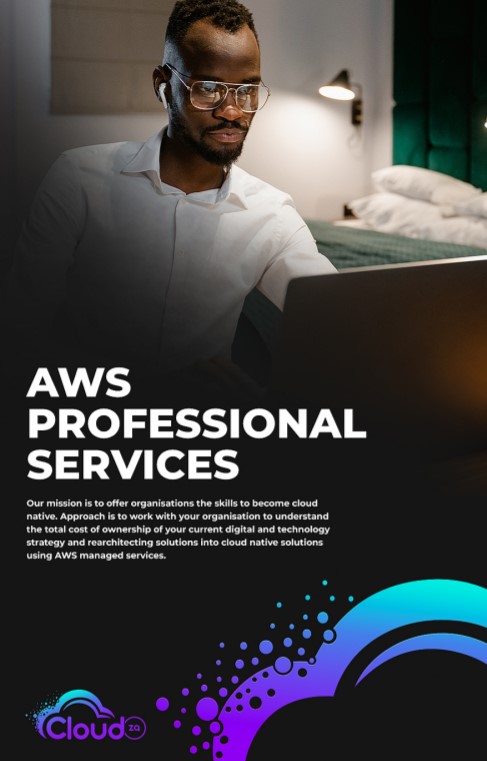 AWS
PROFESSIONAL
SERVICES
Our mission is to offer organisations the skills to become cloud
native. Approach is to work with your organisation to understand
the total cost of ownership of your current digital and technology
strategy and rearchitecting solutions into cloud native solutions
using AWS managed services.
Cloud za